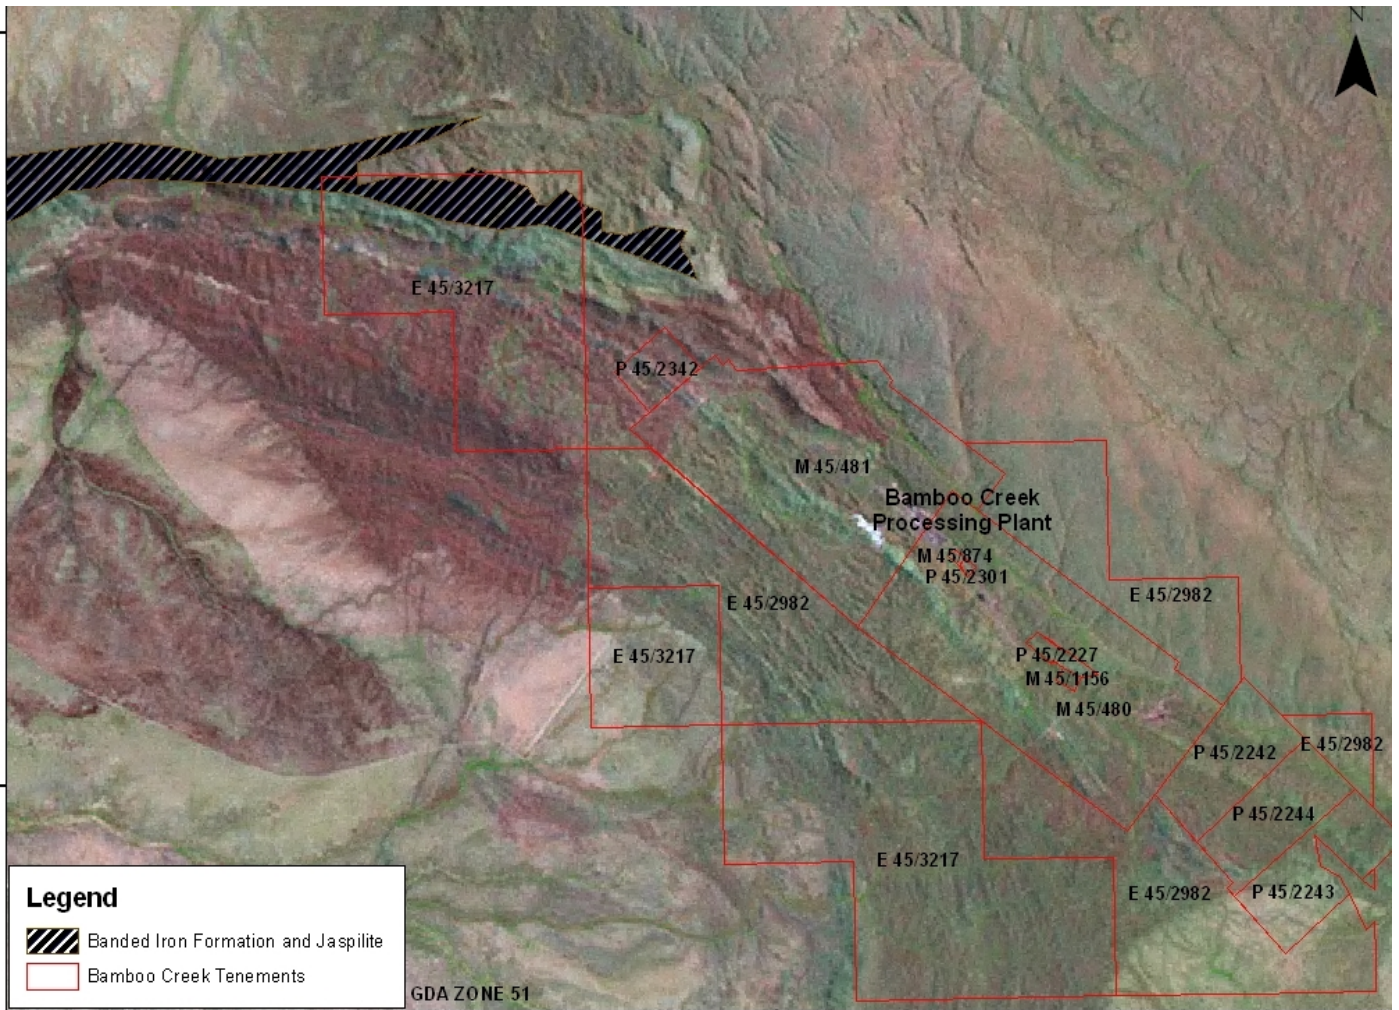 N
E 45/3217
P 45/2342
M 45/481
Bamboo Creek
Processing Plant
M 45/874
P 45/2301
E 45/2982
E 45/2982
E 45/3217
P 45/2227
M 45/1156
M 45/480
P 45/2242
E 45/2982
P 45/2244
E 45/3217
E 45/2982
P 45/2243
Legend
Banded Iron Formation and Jaspilite
Bamboo Creek Tenements
GDA ZONE 51